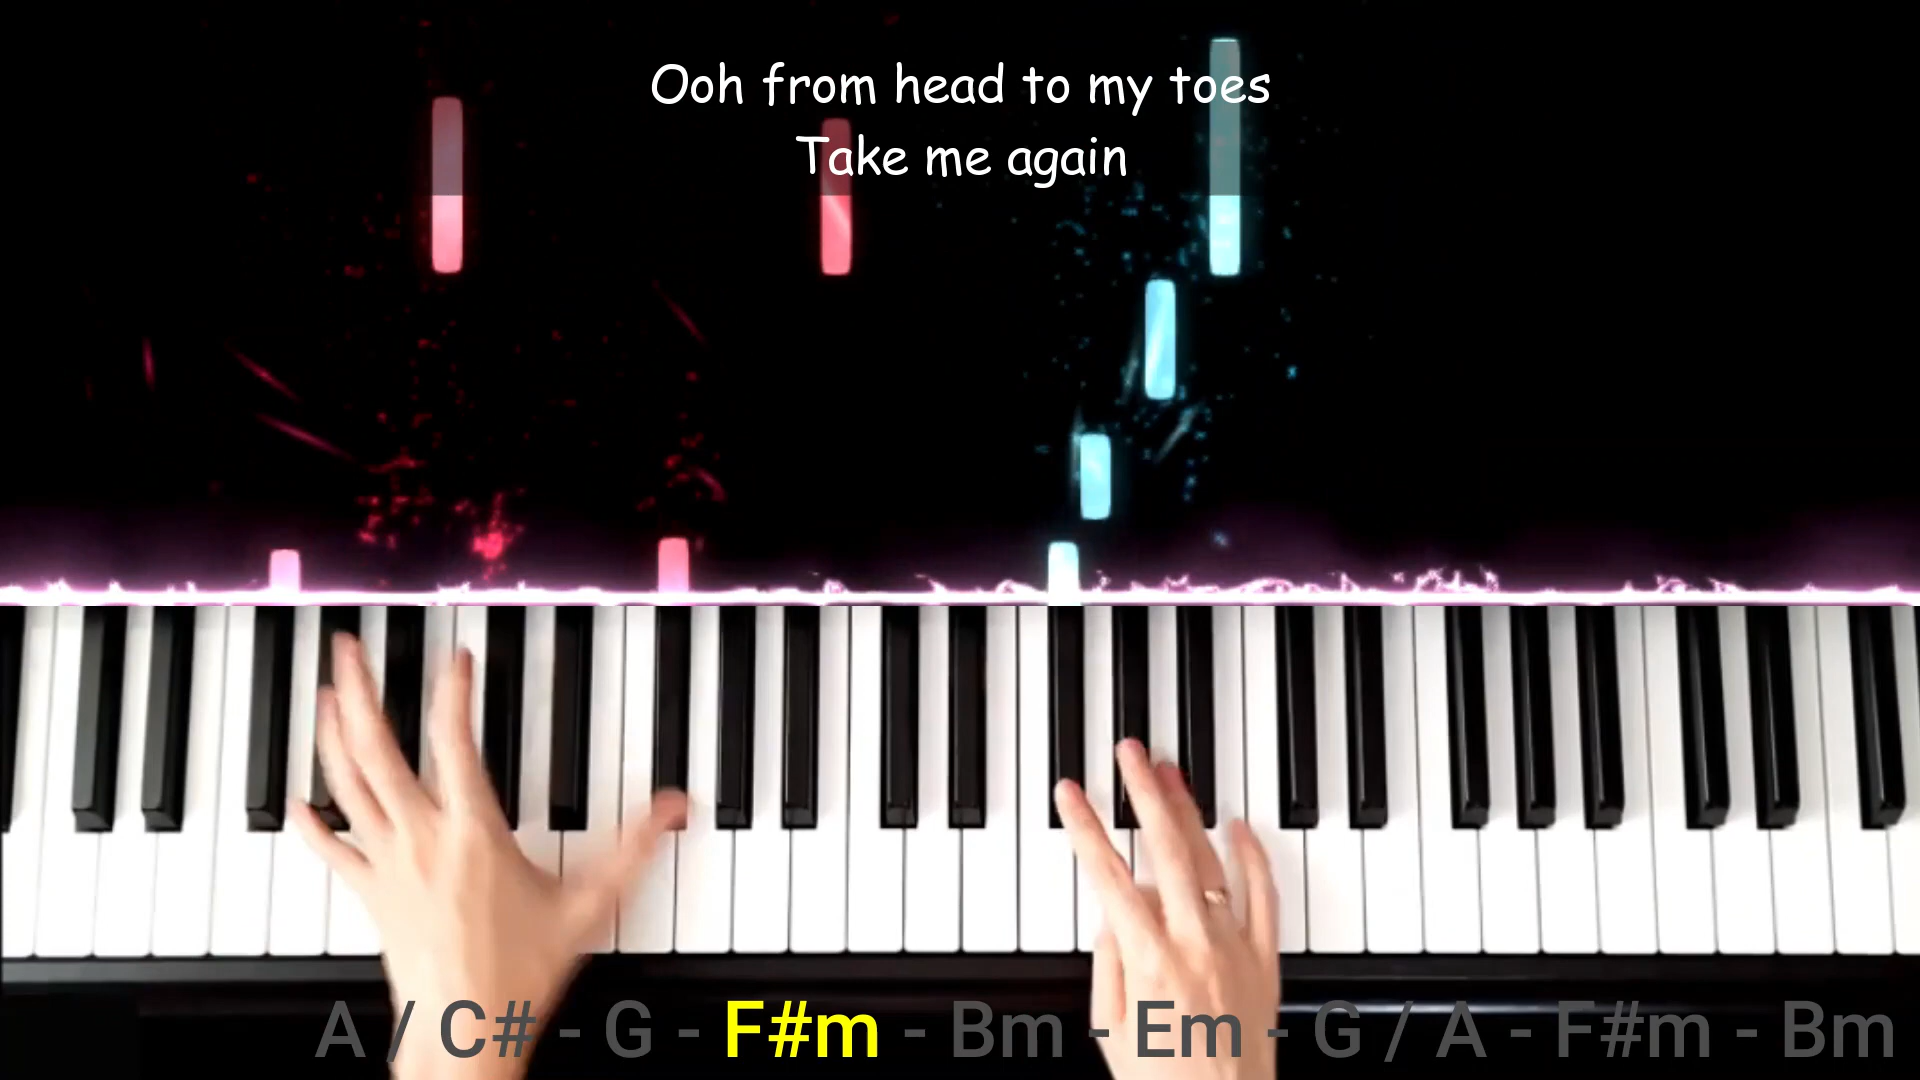 Ooh from head to my toes
Take me again
A / C# - G - F#m - Bm - Em - G / A - F#m - Bm